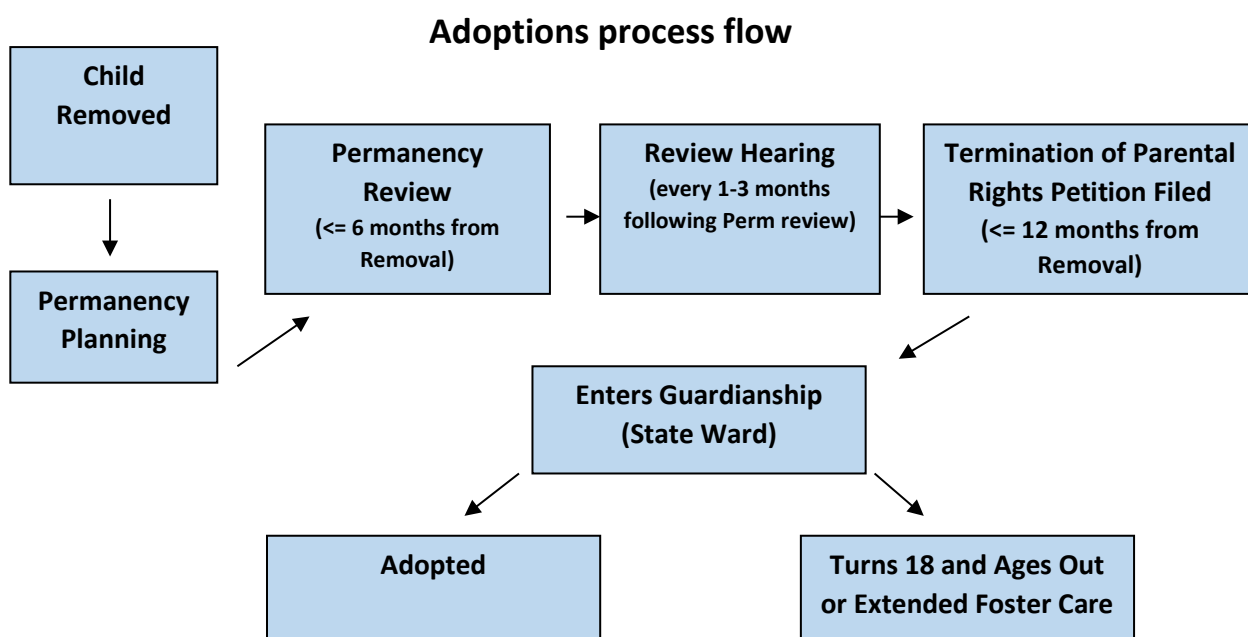 Adoptions process flow
Child
Removed
Permanency
Planning
Permanency
Review
(<= 6 months from
Removal)
Review Hearing
(every 1-3 months
following Perm review)
Termination of Parental
Rights Petition Filed
(<= 12 months from
Removal)
Enters Guardianship
(State Ward)
Adopted
Turns 18 and Ages Out
or Extended Foster Care